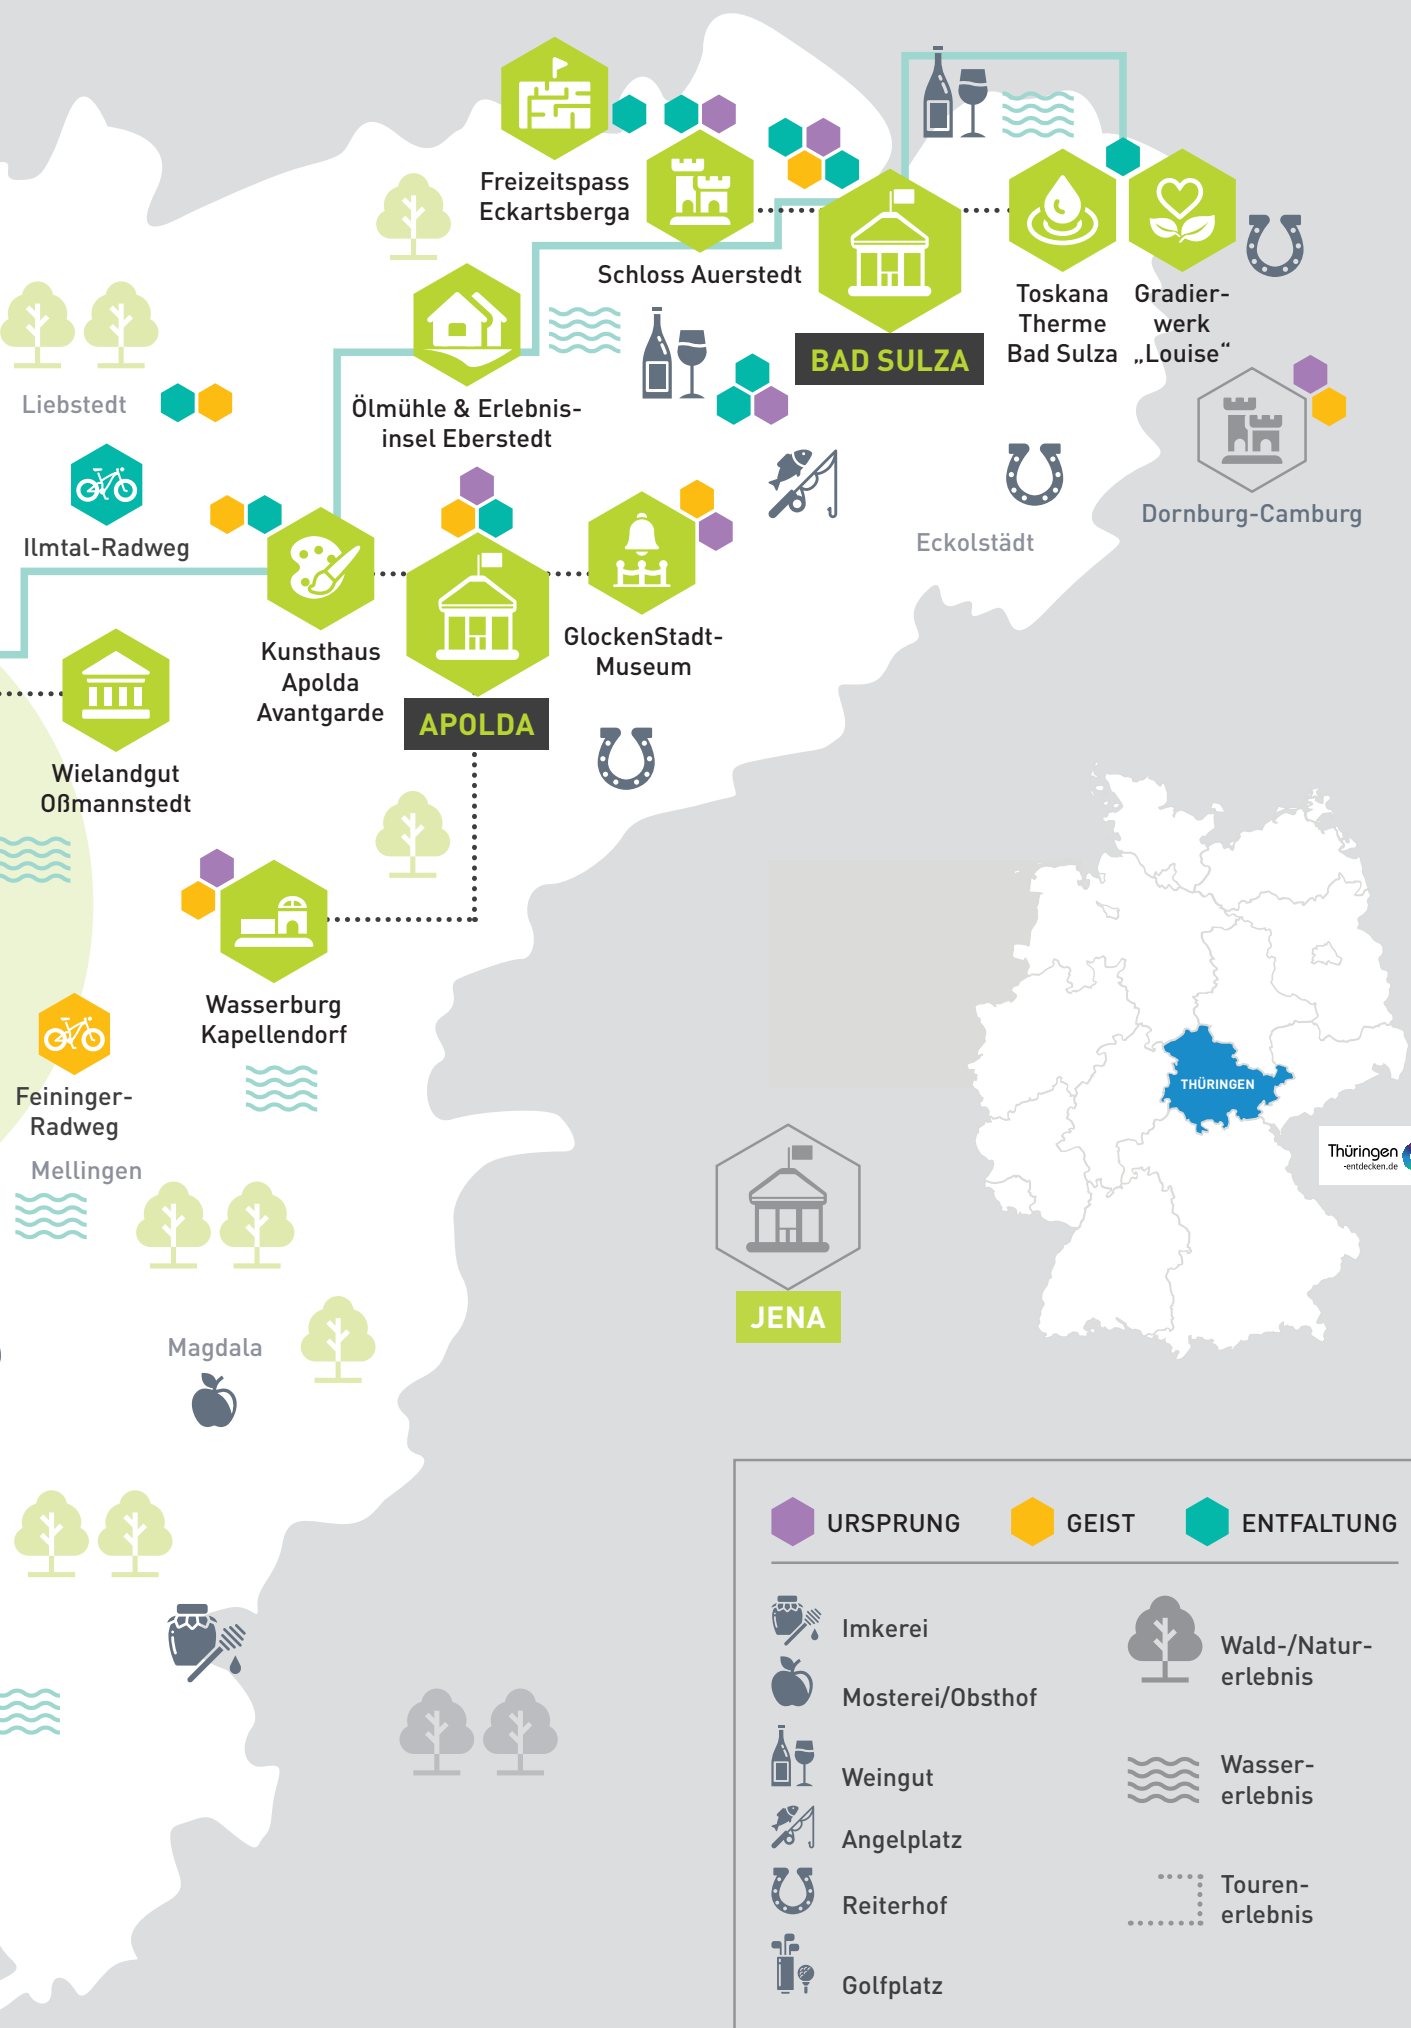 Freizeitspass
Eckartsberga
Schloss Auerstedt
BAD SULZA
Toskana
Therme
Bad Sulza
Gradier-
werk
„Louise“
Liebstedt
Ölmühle & Erlebnis-
insel Eberstedt
Dornburg-Camburg
Ilmtal-Radweg
Eckolstädt
Kunsthaus
Apolda
Avantgarde
APOLDA
GlockenStadt-
Museum
Wielandgut
Oßmannstedt
Wasserburg
Kapellendorf
Feininger-
Radweg
Mellingen
THÜRINGEN
Thüringen
-entdecken.de
JENA
Magdala
URSPRUNG
GEIST
ENTFALTUNG
Imkerei
Mosterei/Obsthof
Weingut
Angelplatz
Reiterhof
Golfplatz
Wald-/Natur-
erlebnis
Wasser-
erlebnis
Touren-
erlebnis